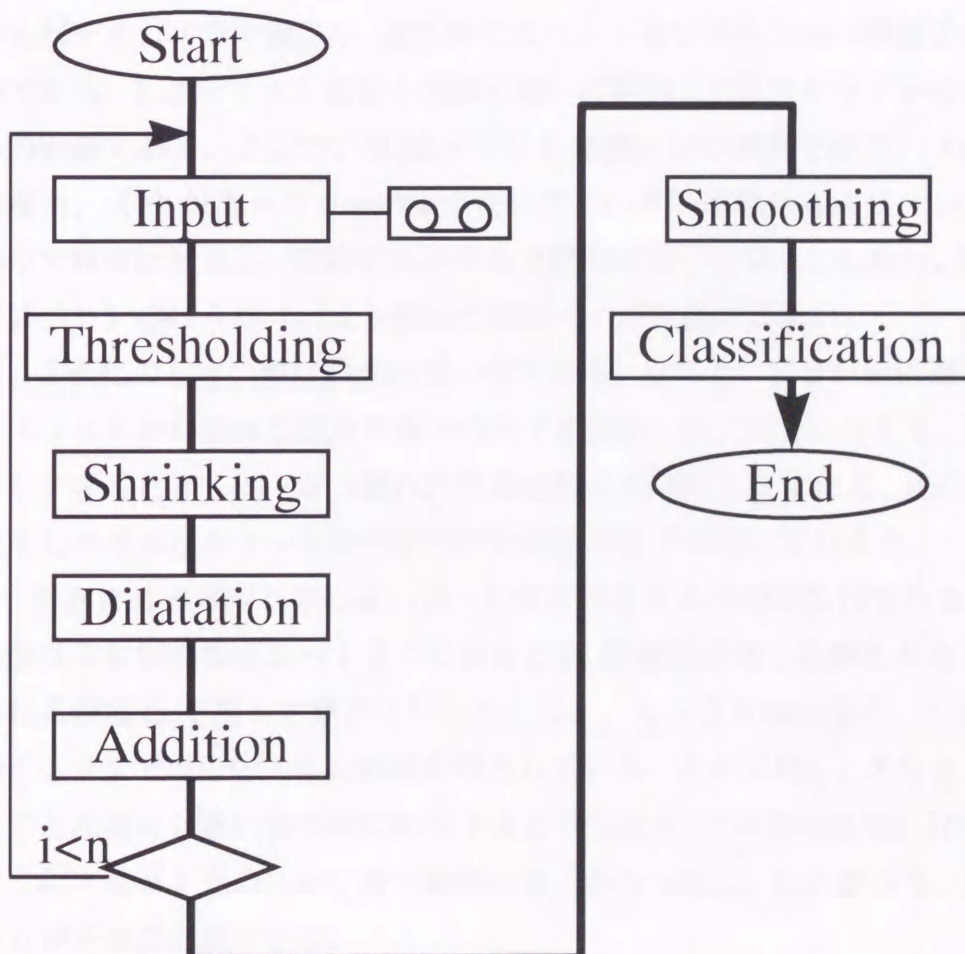 Start
Input
Thresholding
Shrinking
Dilatation
Addition
i<n
Smoothing
Classification
End